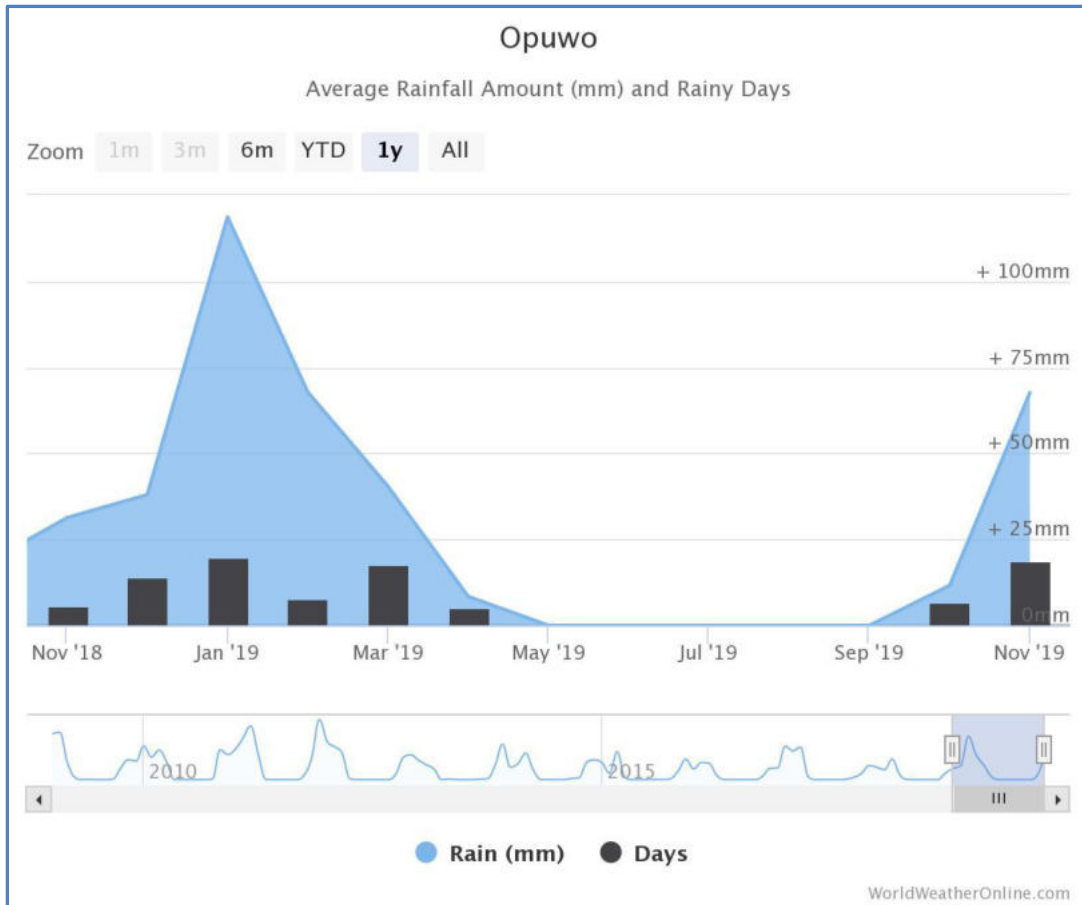 Opuwo
Average Rainfall Amount (mm) and Rainy Days
Zoom 1m 3m 6m YTD 1y All
+ 100mm
+ 75mm
+ 50mm
+ 25mm
0mm
Nov '18 Jan '19 Mar '19 May '19 Jul '19 Sep '19 Nov '19
2010 2015
Rain (mm) Days
WorldWeatherOnline.com